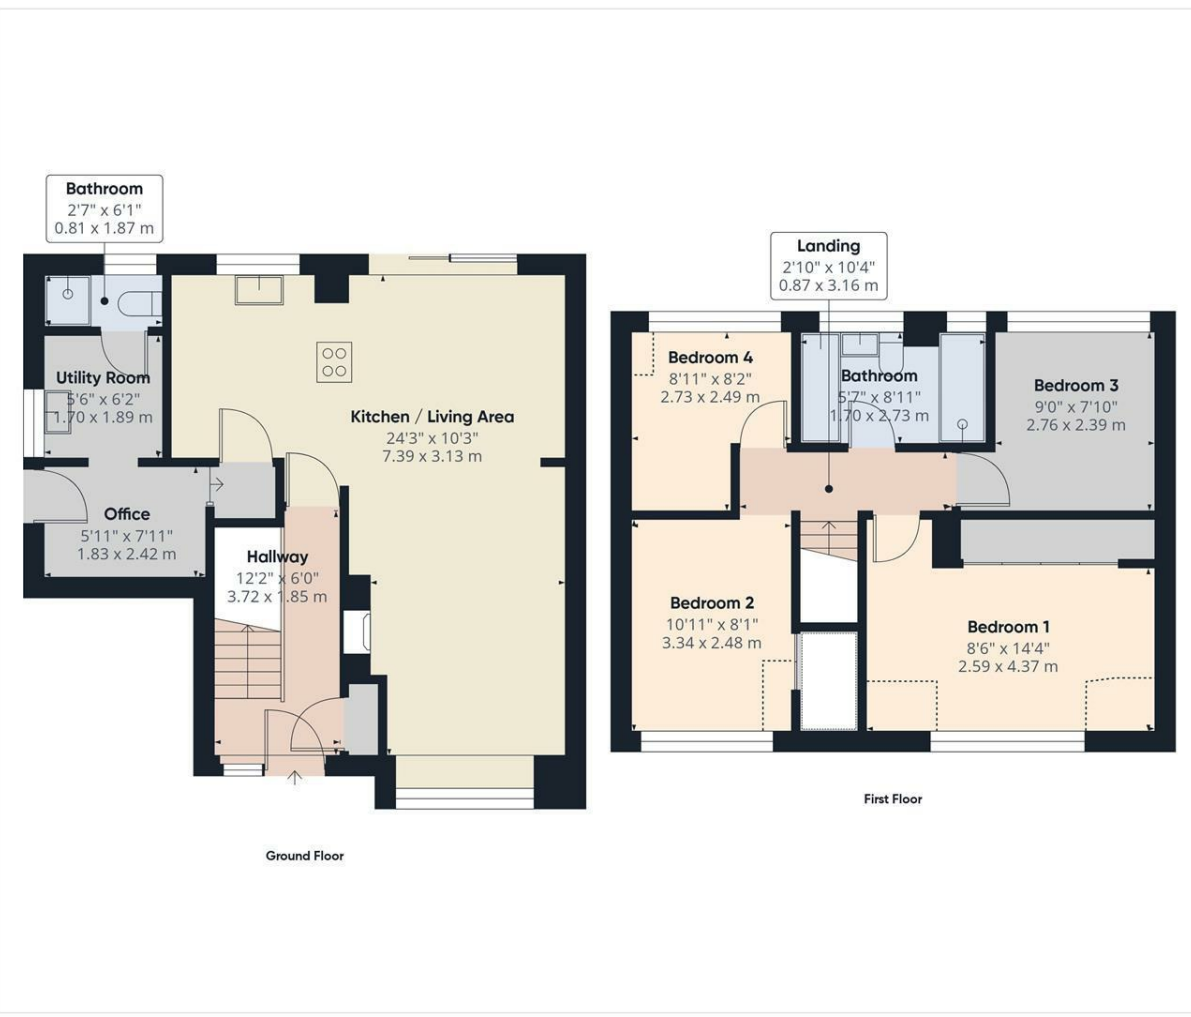 Bathroom
2'7" x 6'1"
0.81 x 1.87 m
Utility Room
5'6" x 6'2"
1.70 x 1.89 m
Office
5'11" x 7'11"
1.83 x 2.42 m
Kitchen / Living Area
24'3" x 10'3"
7.39 x 3.13 m
Hallway
12'2" x 6'0"
3.72 x 1.85 m
Ground Floor
Landing
2'10" x 10'4"
0.87 x 3.16 m
Bedroom 4
8'11" x 8'2"
2.73 x 2.49 m
Bathroom
5'7" x 8'11"
1.70 x 2.73 m
Bedroom 3
9'0" x 7'10"
2.76 x 2.39 m
Bedroom 2
10'11" x 8'1"
3.34 x 2.48 m
Bedroom 1
8'6" x 14'4"
2.59 x 4.37 m
First Floor